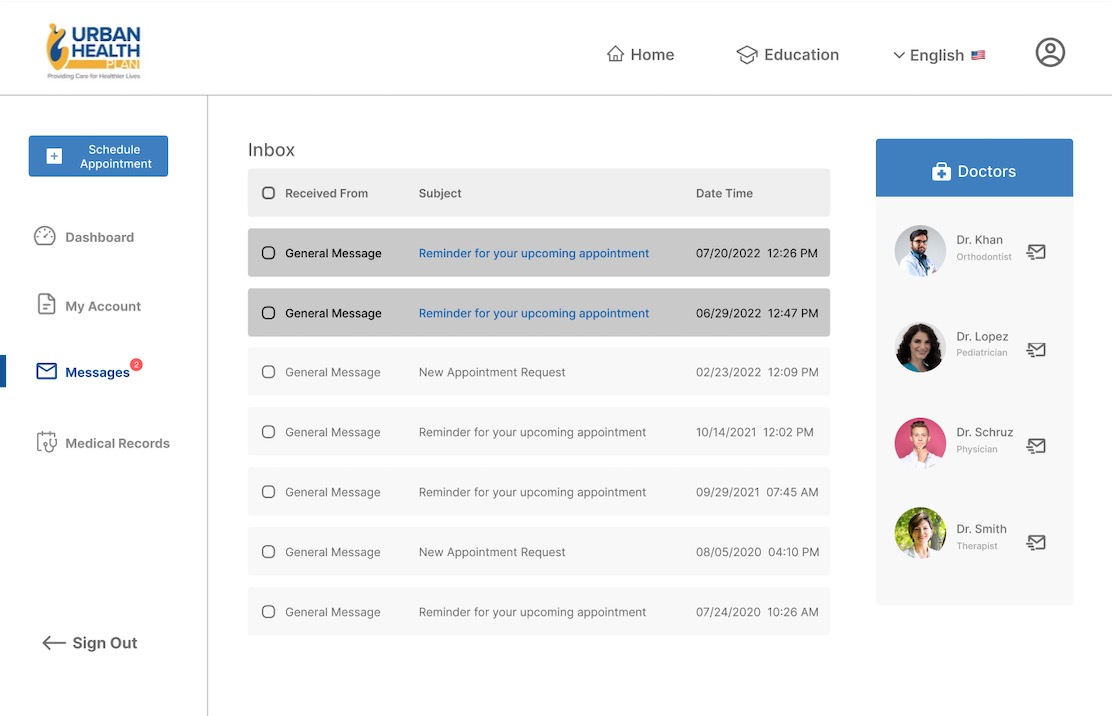 URBAN
HEALTH
PLAN
Providing Care for Healthier Lives
Home
Education
English
Schedule
Appointment
Dashboard
My Account
Messages 2
Medical Records
Sign Out
Inbox
Received From Subject Date Time
General Message Reminder for your upcoming appointment 07/20/2022 12:26 PM
General Message Reminder for your upcoming appointment 06/29/2022 12:47 PM
General Message New Appointment Request 02/23/2022 12:09 PM
General Message Reminder for your upcoming appointment 10/14/2021 12:02 PM
General Message Reminder for your upcoming appointment 09/29/2021 07:45 AM
General Message New Appointment Request 08/05/2020 04:10 PM
General Message Reminder for your upcoming appointment 07/24/2020 10:26 AM
Doctors
Dr. Khan
Orthodontist
Dr. Lopez
Pediatrician
Dr. Schruz
Physician
Dr. Smith
Therapist